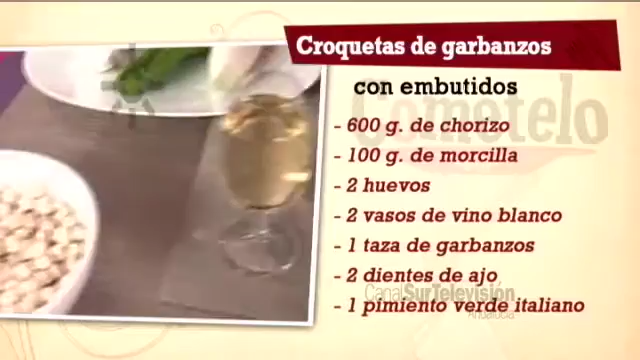 Croquetas de garbanzos
con embutidos
Cometelo
- 600 g. de chorizo
- 100 g. de morcilla
- 2 huevos
- 2 vasos de vino blanco
- 1 taza de garbanzos
- 2 dientes de ajo
CanalSurTelevisión
- 1 pimiento verde italiano
Andalucía